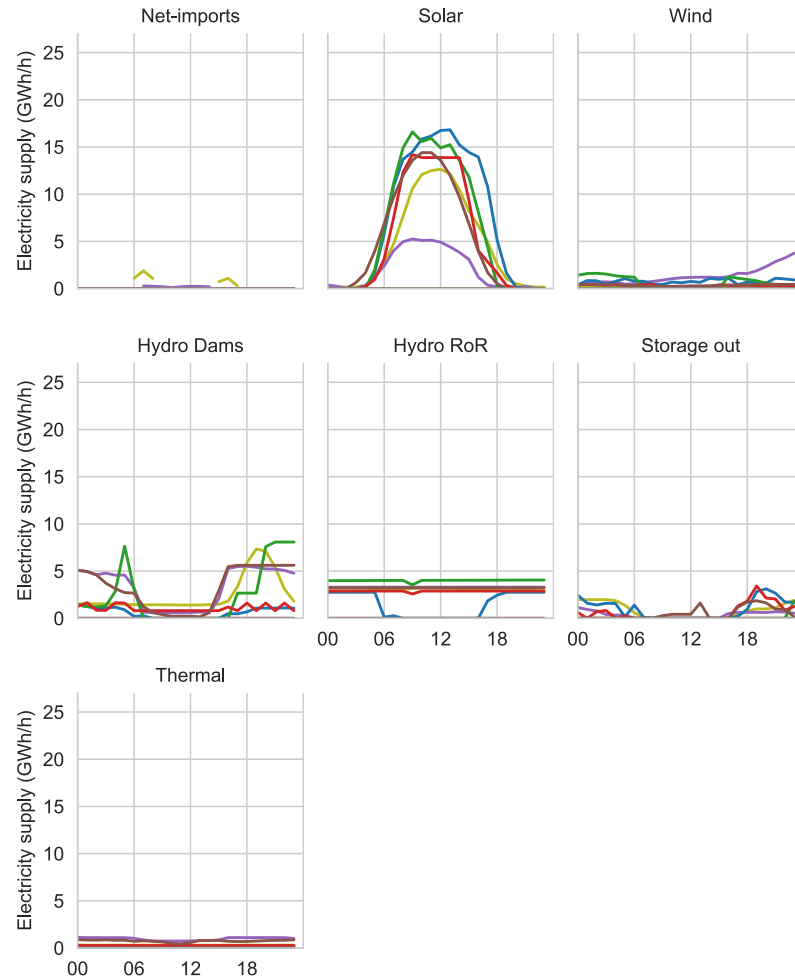 Net-imports
Solar
Wind
Electricity supply (GWh/h)
25
20
15
10
5
0
Hydro Dams
Hydro RoR
Storage out
Electricity supply (GWh/h)
25
20
15
10
5
0
00 06 12 18
00 06 12 18
Thermal
Electricity supply (GWh/h)
25
20
15
10
5
0
00 06 12 18